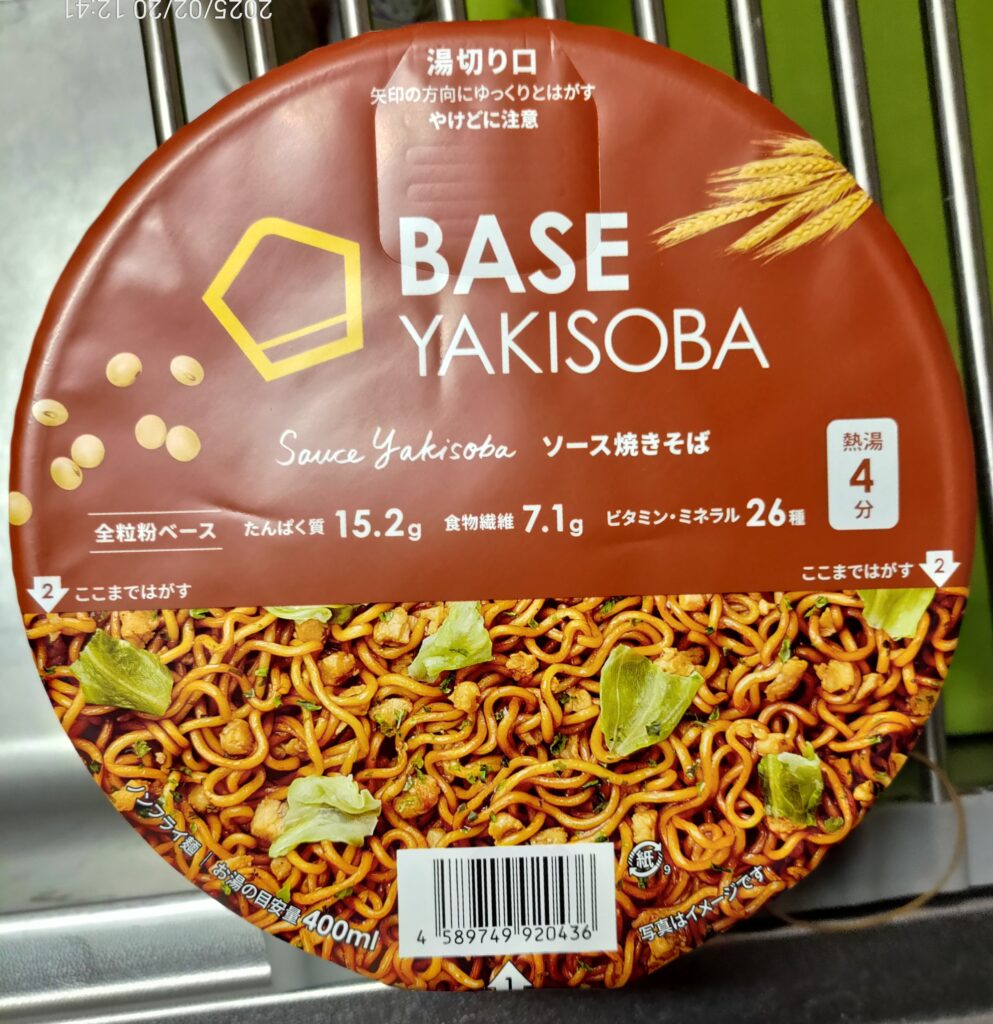 2025/02/20 12:41
湯切り口
矢印の方向にゆっくりとはがす
やけどに注意
BASE
YAKISOBA
Sauce Yakisoba ソース焼きそば
熱湯
4
分
全粒粉ベース たんぱく質 15.2g 食物繊維 7.1g ビタミン・ミネラル 26種
2 ここまではがす
ここまではがす 2
ノンフライ麺 | お湯の目安量 400ml
紙 9
写真はイメージです
4 589749 920436
1